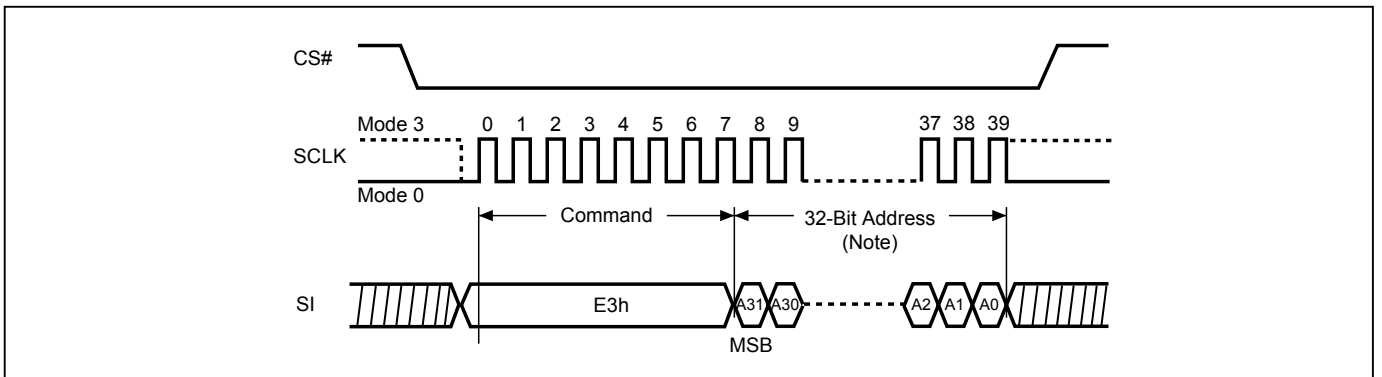 CS#
Mode 3 0 1 2 3 4 5 6 7 8 9 37 38 39
SCLK
Mode 0
Command 32-Bit Address
(Note)
SI E3h A31 A30 A2 A1 A0
MSB